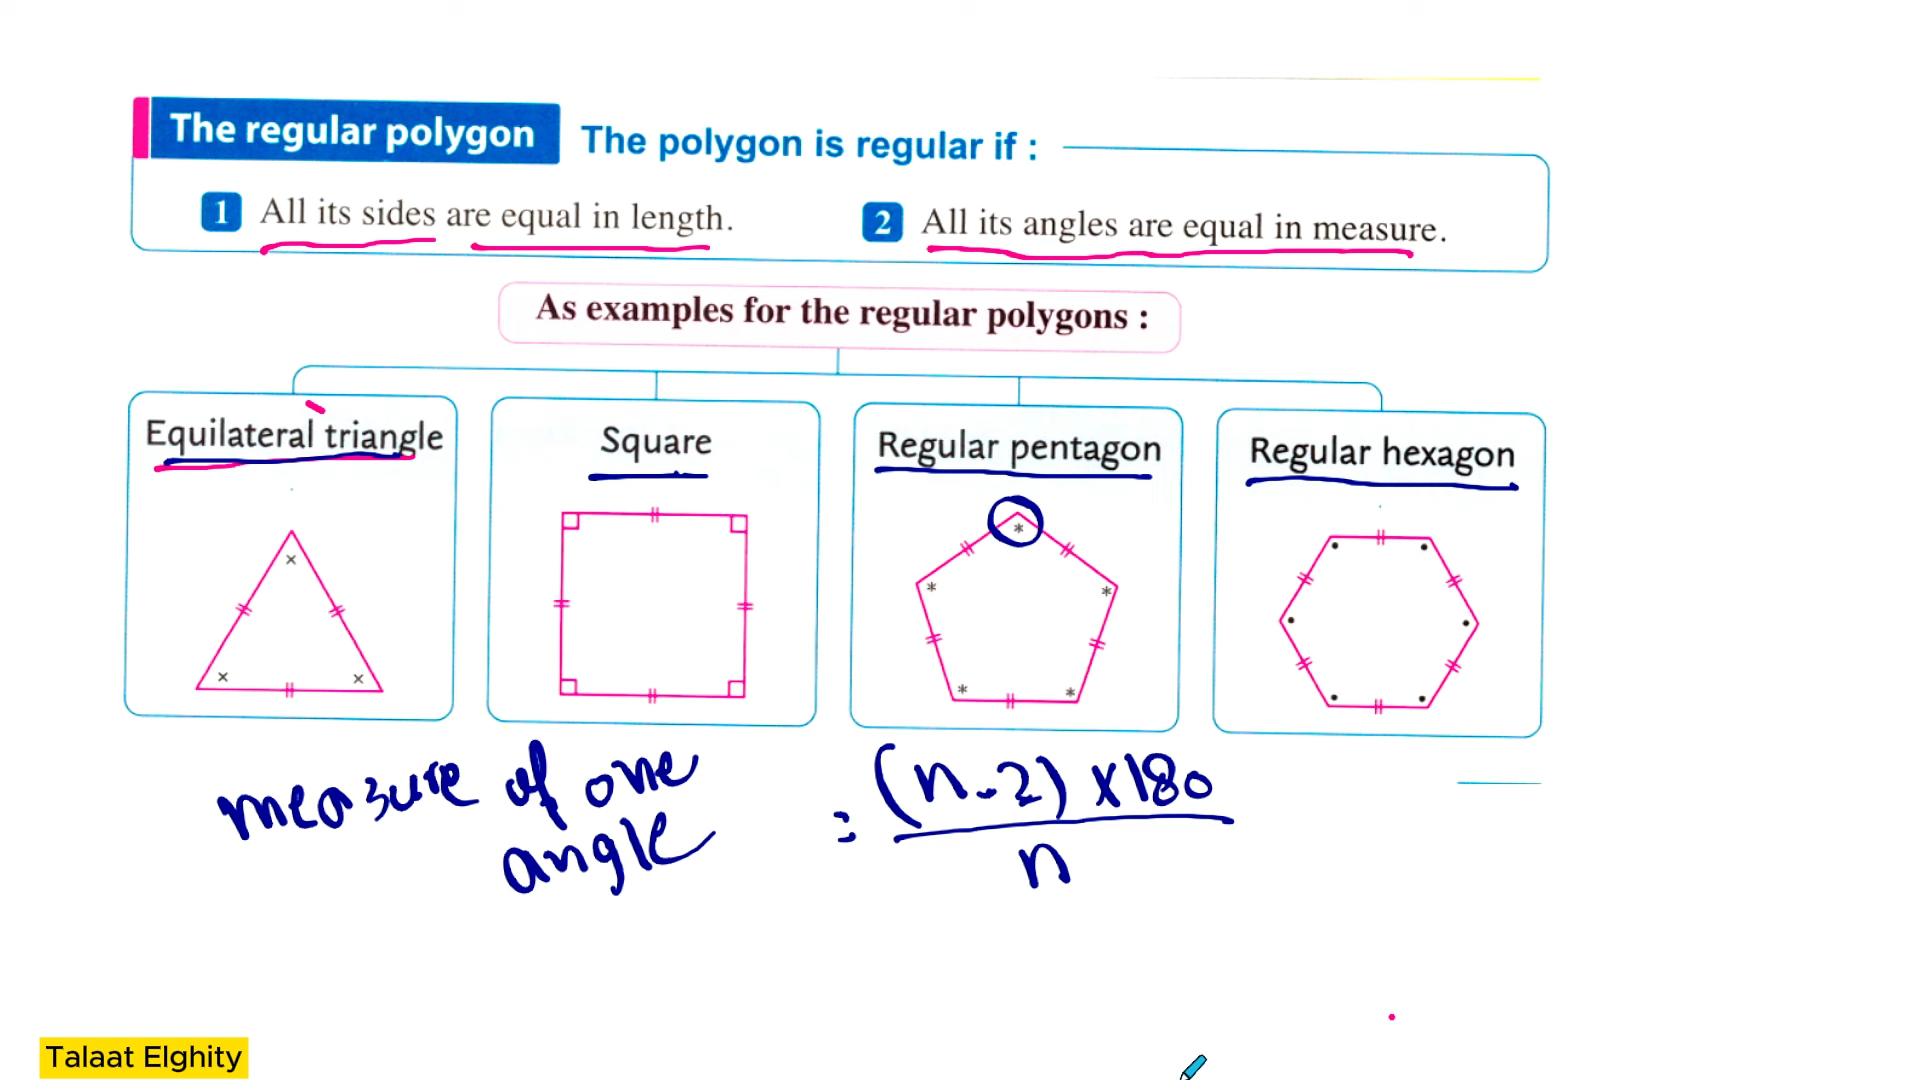 The regular polygon
The polygon is regular if :
1 All its sides are equal in length.
2 All its angles are equal in measure.
As examples for the regular polygons :
Equilateral triangle
Square
Regular pentagon
Regular hexagon
measure of one
angle
= (n-2) x 180
n
Talaat Elghity